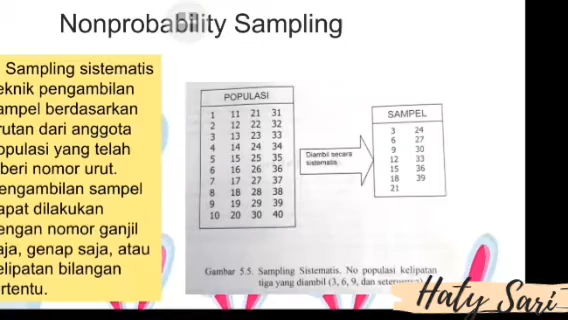 Nonprobability Sampling
Sampling sistematis
eknik pengambilan
ampel berdasarkan
rutan dari anggota
opulasi yang telah
beri nomor urut.
engambilan sampel
apat dilakukan
engan nomor ganjil
aja, genap saja, atau
elipatan bilangan
rtentu.
POPULASI
1 11 21 31
2 12 22 32
3 13 23 33
4 14 24 34
5 15 25 35
6 16 26 36
7 17 27 37
8 18 28 38
9 19 29 39
10 20 30 40
Diambil secara
sistematis
SAMPEL
3 24
6 27
9 30
12 33
15 36
18 39
21
Gambar 5.5. Sampling Sistematis. No populasi kelipatan
tiga yang diambil (3, 6, 9, dan
Haty Sari